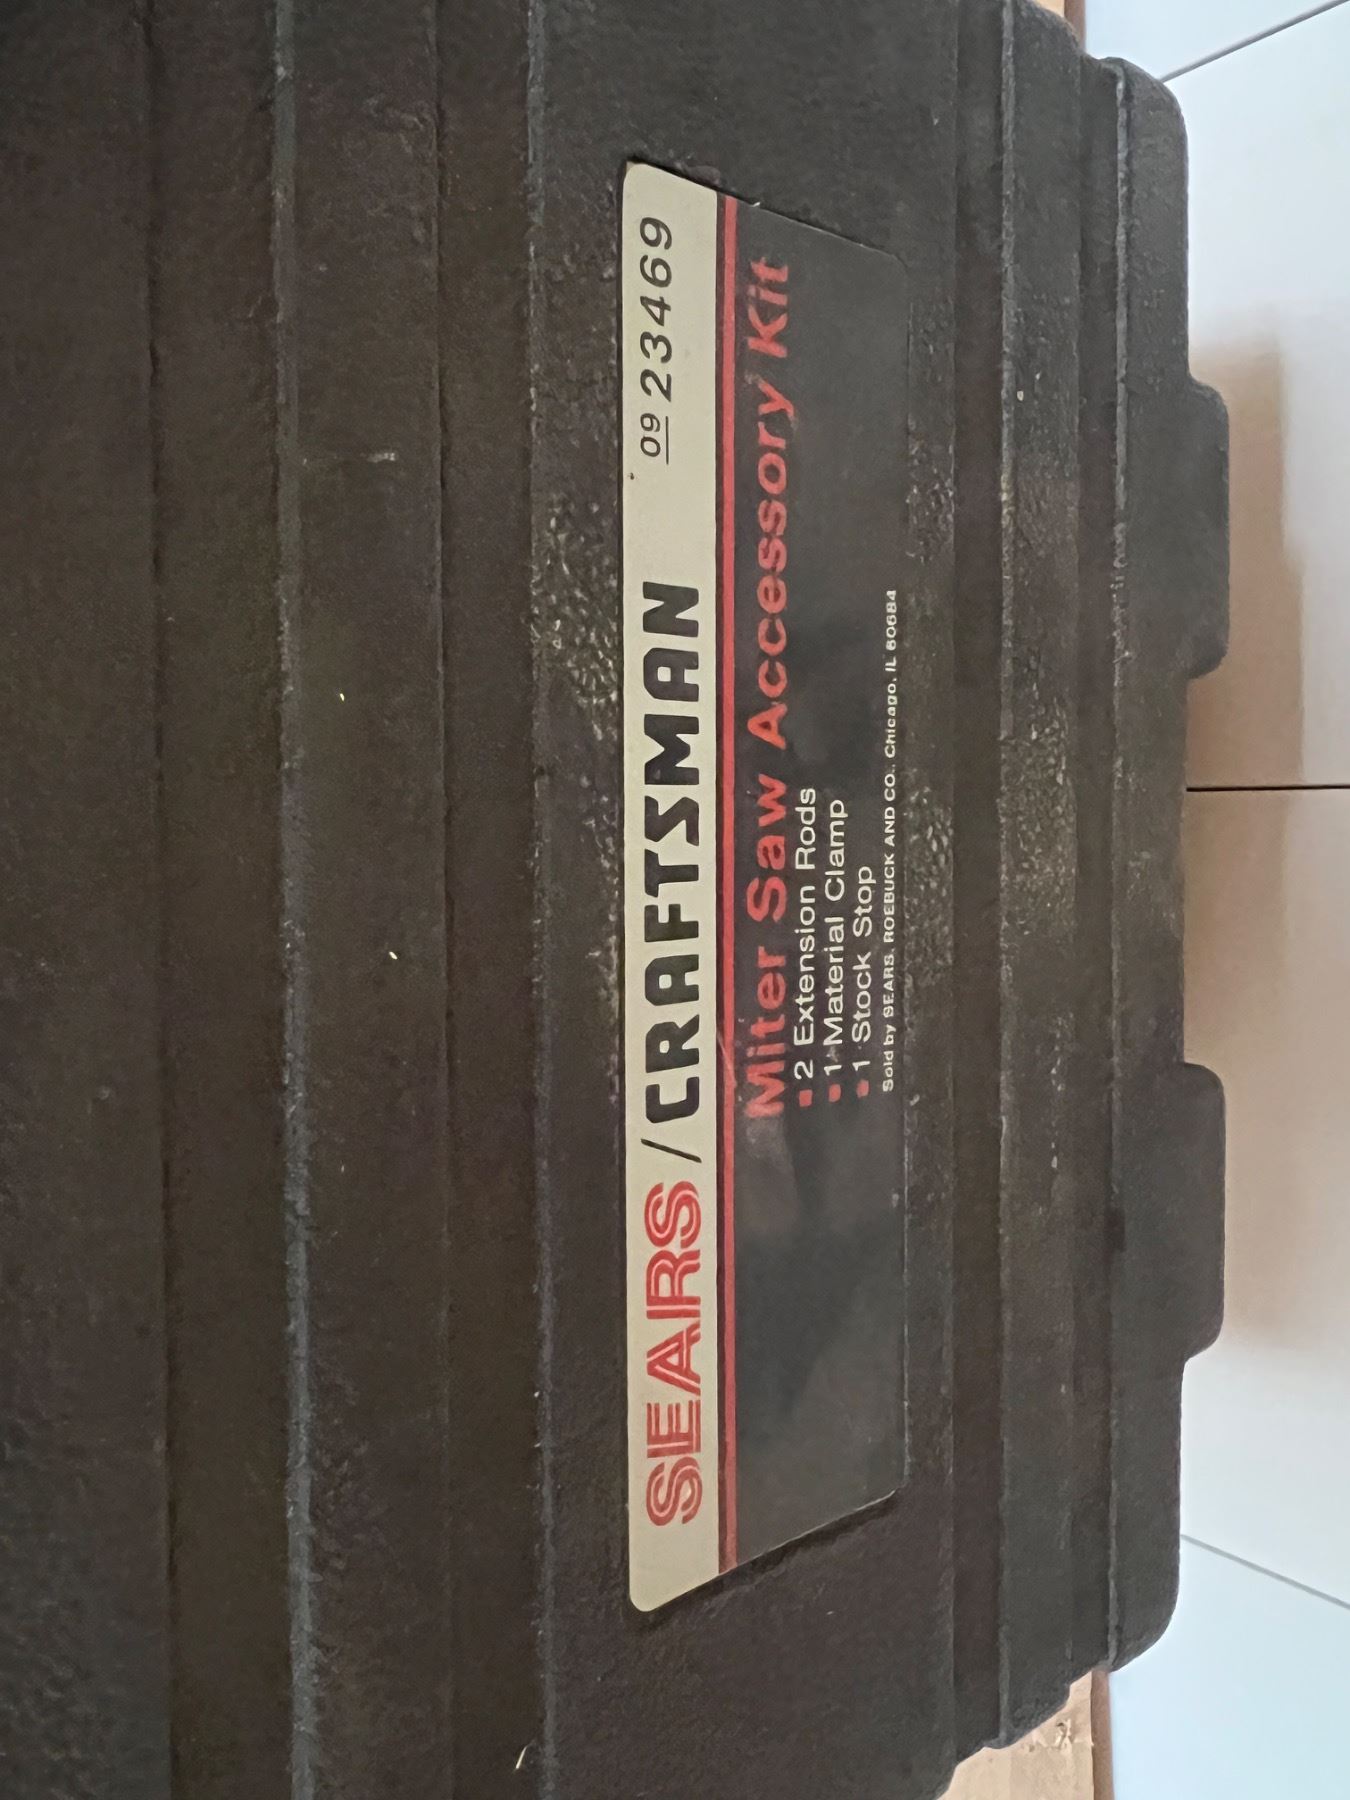 SEARS /CRAFTSMAN 09 23469
Miter Saw Accessory Kit
2 Extension Rods
1 Material Clamp
1 Stock Stop
Sold by SEARS, ROEBUCK AND CO., Chicago, IL 60684